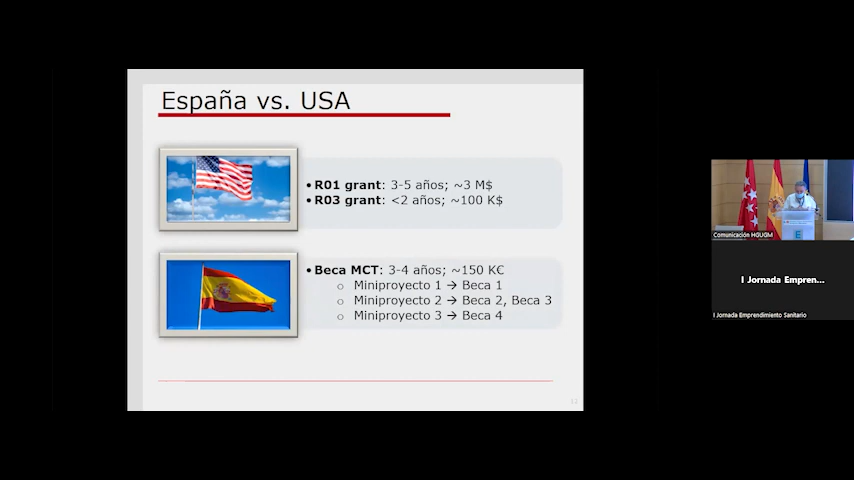 España vs. USA
• R01 grant: 3-5 años; ~3 M$
• R03 grant: <2 años; ~100 K$
• Beca MCT: 3-4 años; ~150 K€
o Miniproyecto 1 → Beca 1
o Miniproyecto 2 → Beca 2, Beca 3
o Miniproyecto 3 → Beca 4
Comunicación HGUGM
I Jornada Empren...
I Jornada Emprendimiento Sanitario